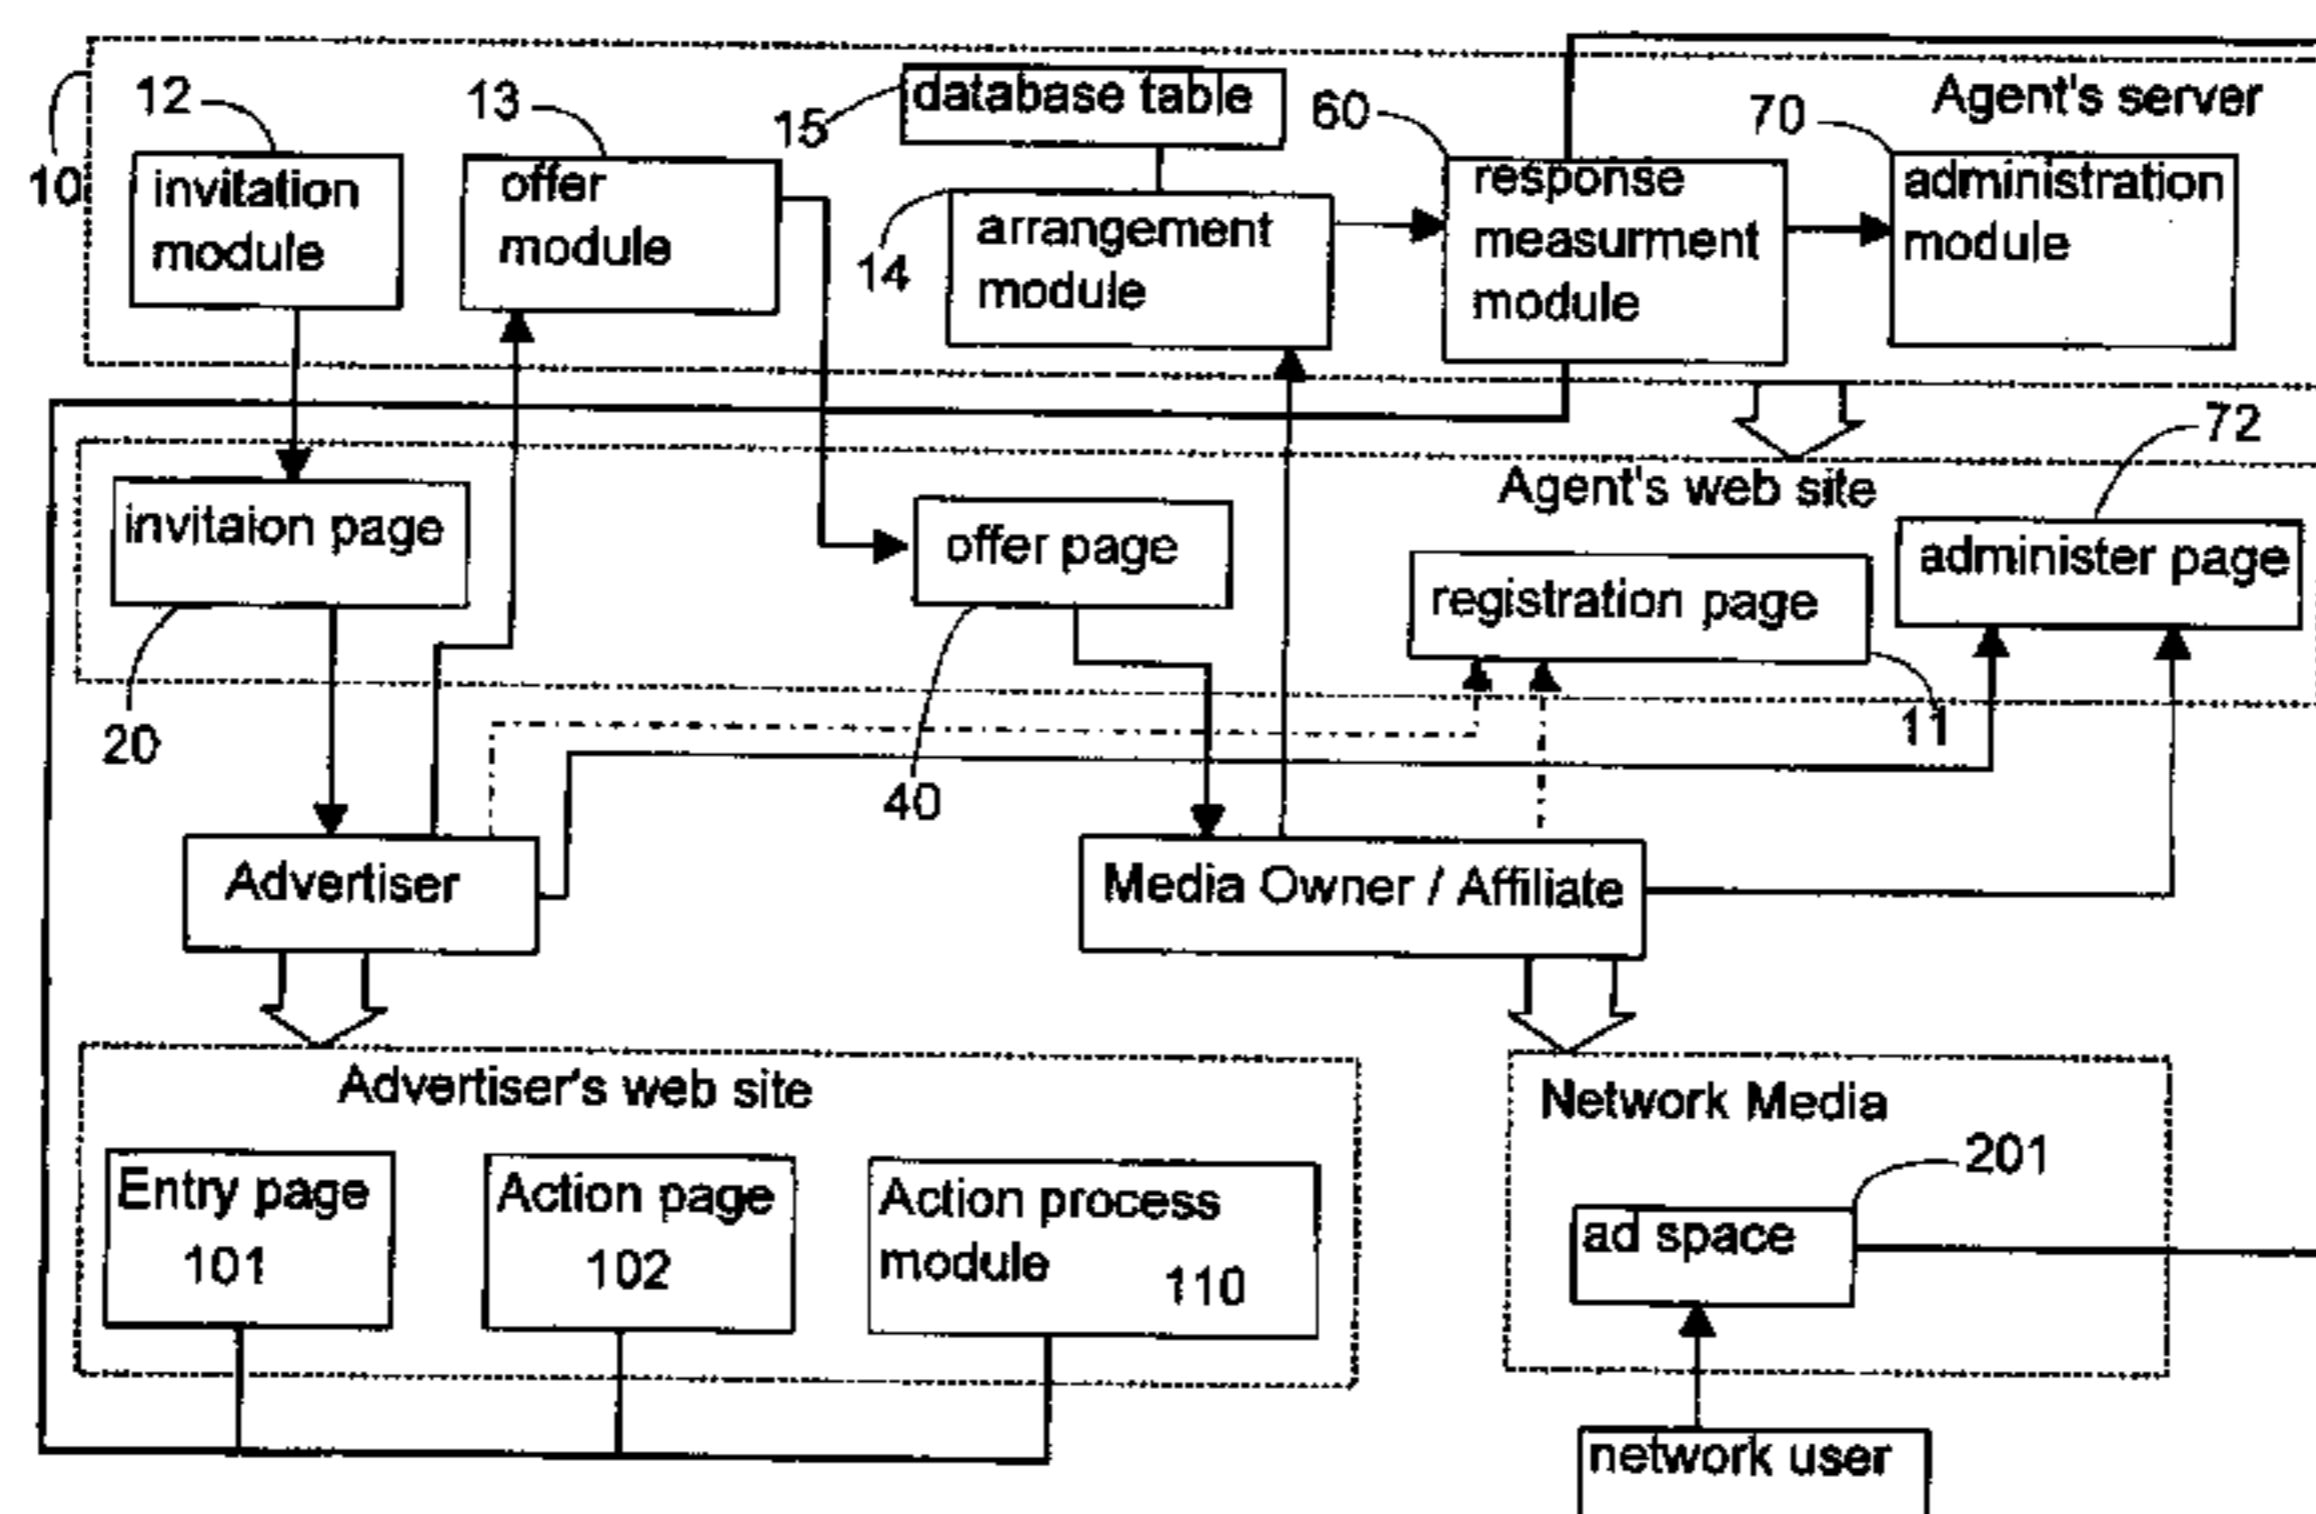 12
13
15
database table
60
70
Agent's server
10
invitation
module
offer
module
14
arrangement
module
response
measurment
module
administration
module
72
Agent's web site
invitaion page
offer page
registration page
administer page
20
40
11
Advertiser
Media Owner / Affiliate
Advertiser's web site
Network Media
Entry page
101
Action page
102
Action process
module
110
201
ad space
network user